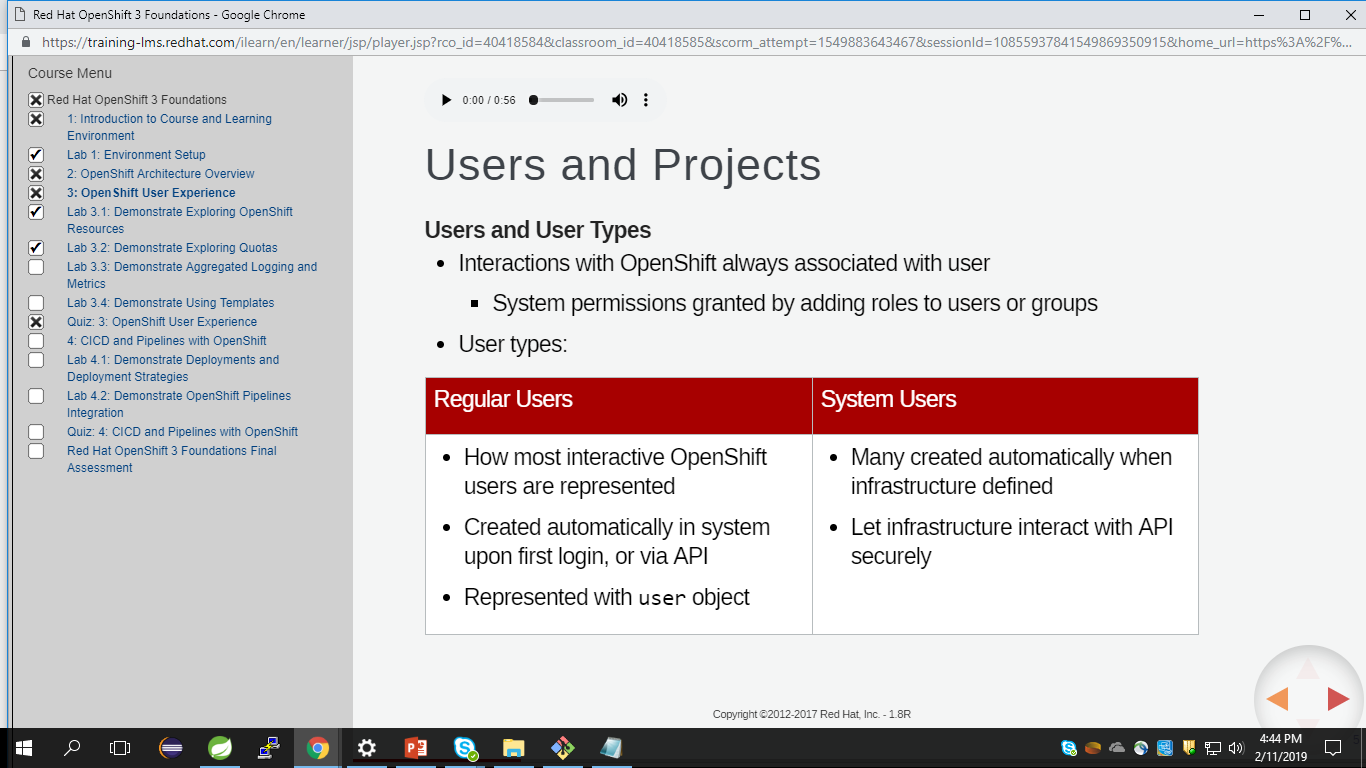 Red Hat OpenShift 3 Foundations - Google Chrome
https://training-lms.redhat.com/ilearn/en/learner/jsp/player.jsp?rco_id=40418584&classroom_id=40418585&scorm_attempt=1549883643467&sessionId=10855937841549869350915&home_url=https%3A%2F%...
Course Menu
Red Hat OpenShift 3 Foundations
1: Introduction to Course and Learning
Environment
Lab 1: Environment Setup
2: OpenShift Architecture Overview
3: OpenShift User Experience
Lab 3.1: Demonstrate Exploring OpenShift
Resources
Lab 3.2: Demonstrate Exploring Quotas
Lab 3.3: Demonstrate Aggregated Logging and
Metrics
Lab 3.4: Demonstrate Using Templates
Quiz: 3: OpenShift User Experience
4: CICD and Pipelines with OpenShift
Lab 4.1: Demonstrate Deployments and
Deployment Strategies
Lab 4.2: Demonstrate OpenShift Pipelines
Integration
Quiz: 4: CICD and Pipelines with OpenShift
Red Hat OpenShift 3 Foundations Final
Assessment
0:00 / 0:56
Users and Projects
Users and User Types
Interactions with OpenShift always associated with user
System permissions granted by adding roles to users or groups
User types:
Regular Users
How most interactive OpenShift
users are represented
Created automatically in system
upon first login, or via API
Represented with user object
System Users
Many created automatically when
infrastructure defined
Let infrastructure interact with API
securely
Copyright ©2012-2017 Red Hat, Inc. - 1.8R
4:44 PM
2/11/2019